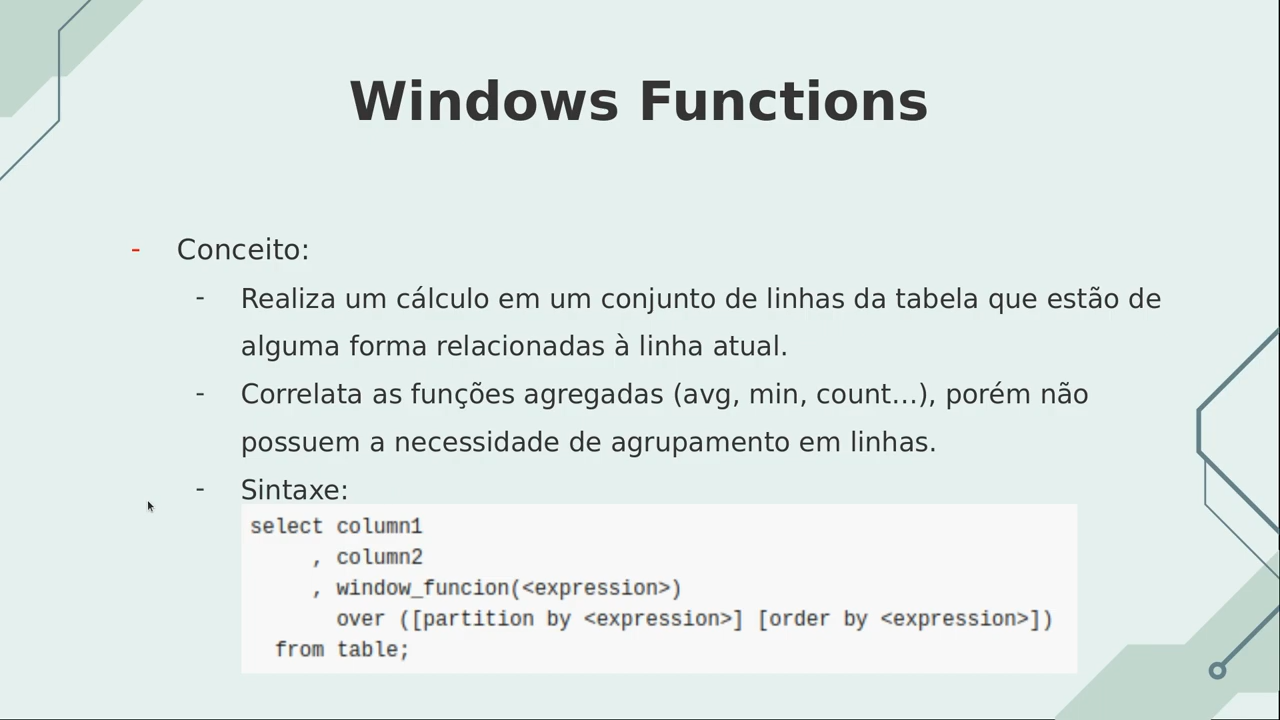 Windows Functions
- Conceito:
- Realiza um cálculo em um conjunto de linhas da tabela que estão de
alguma forma relacionadas à linha atual.
- Correlata as funções agregadas (avg, min, count...), porém não
possuem a necessidade de agrupamento em linhas.
- Sintaxe:
select column1
     , column2
     , window_funcion(<expression>)
       over ([partition by <expression>] [order by <expression>])
  from table;